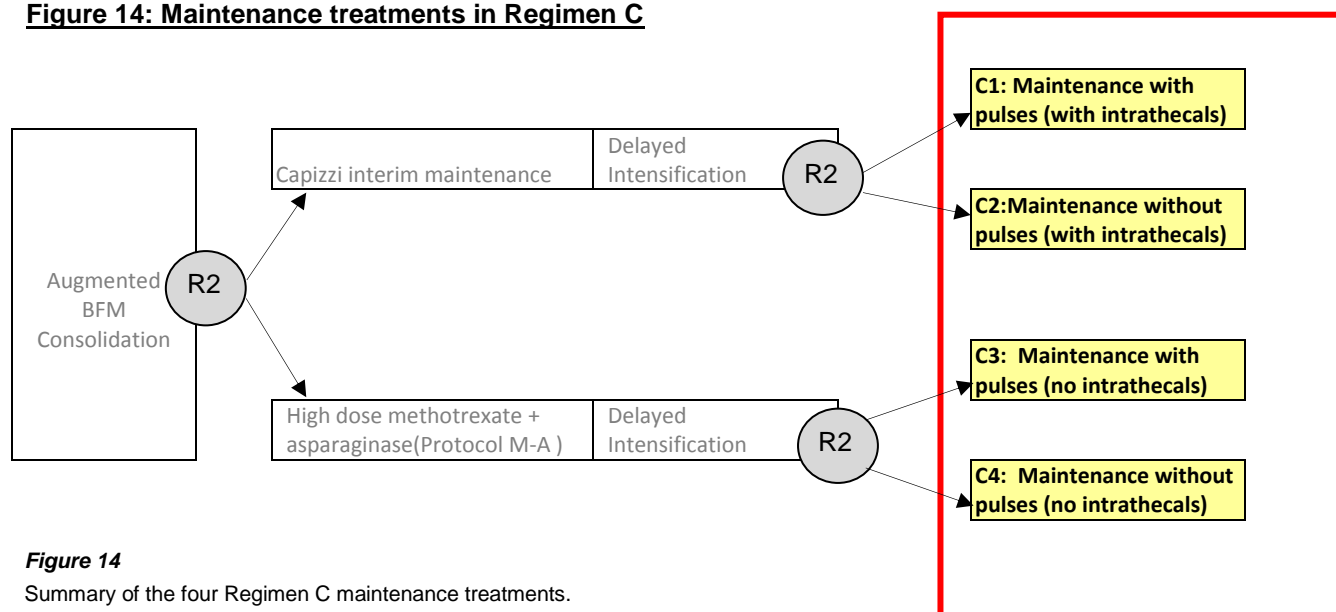 Figure 14: Maintenance treatments in Regimen C
Augmented
BFM
Consolidation
R2
Capizzi interim maintenance
Delayed
Intensification
R2
C1: Maintenance with
pulses (with intrathecals)
C2:Maintenance without
pulses (with intrathecals)
High dose methotrexate +
asparaginase(Protocol M-A )
Delayed
Intensification
R2
C3:  Maintenance with
pulses (no intrathecals)
C4:  Maintenance without
pulses (no intrathecals)
Figure 14
Summary of the four Regimen C maintenance treatments.